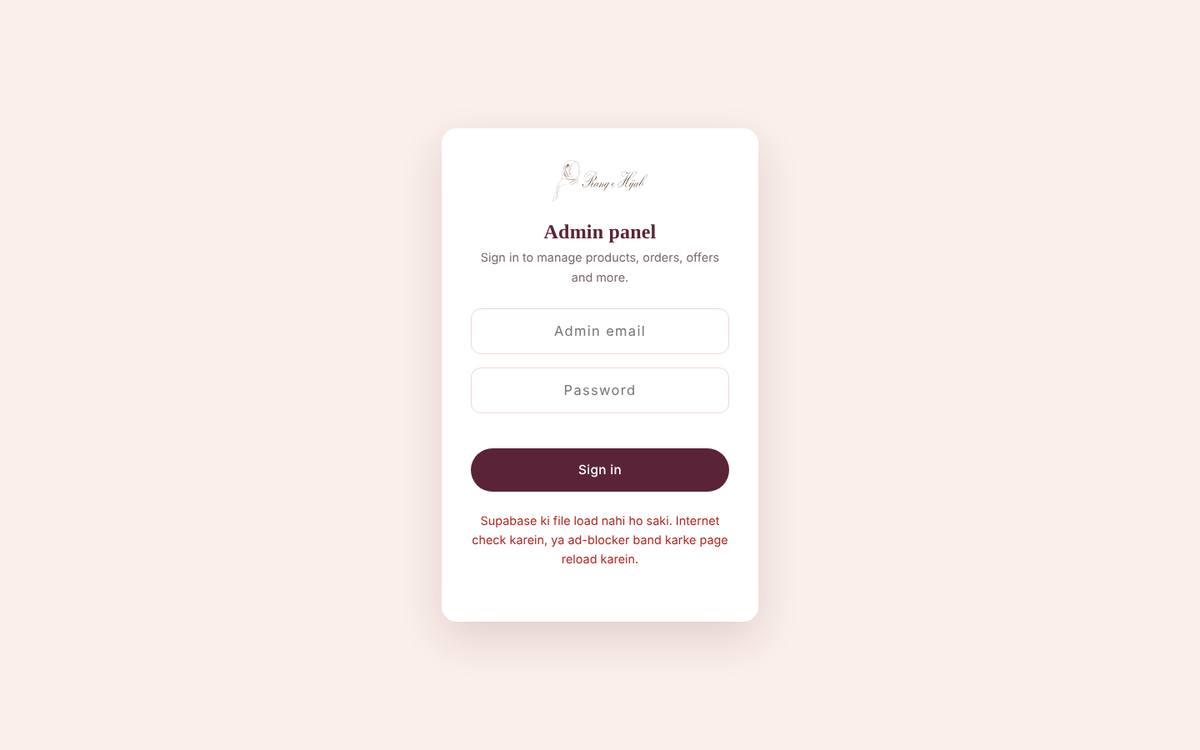 Rang e Hijab
Admin panel
Sign in to manage products, orders, offers
and more.
Admin email
Password
Sign in
Supabase ki file load nahi ho saki. Internet
check karein, ya ad-blocker band karke page
reload karein.